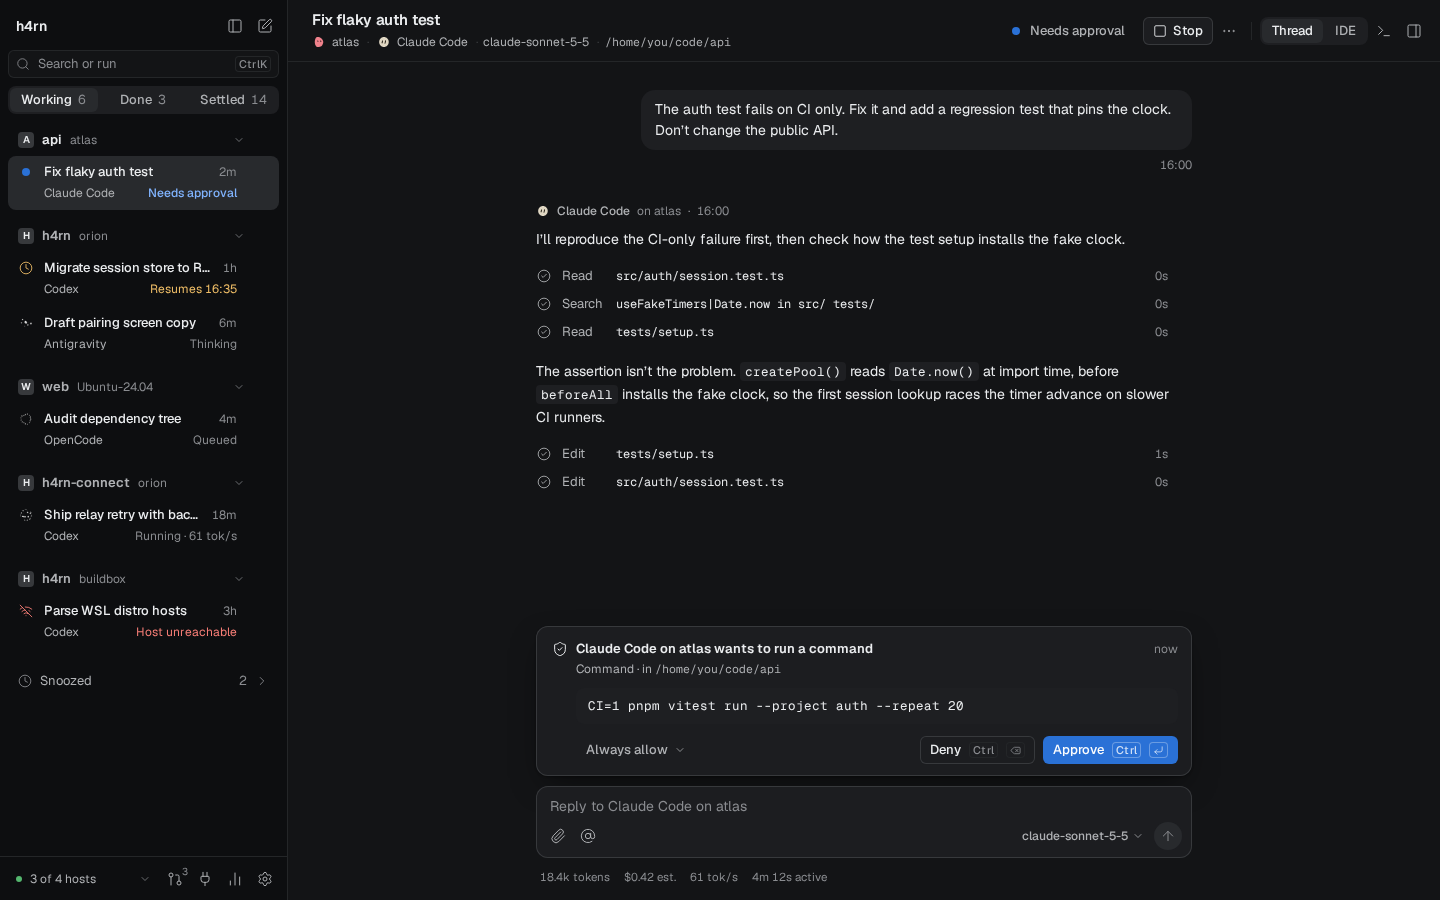 h4rn
Search or run CtrlK
Working 6 Done 3 Settled 14
A api atlas
Fix flaky auth test 2m
Claude Code Needs approval
H h4rn orion
Migrate session store to R... 1h
Codex Resumes 16:35
Draft pairing screen copy 6m
Antigravity Thinking
W web Ubuntu-24.04
Audit dependency tree 4m
OpenCode Queued
H h4rn-connect orion
Ship relay retry with bac... 18m
Codex Running · 61 tok/s
H h4rn buildbox
Parse WSL distro hosts 3h
Codex Host unreachable
Snoozed 2
3 of 4 hosts 3
Fix flaky auth test
atlas · Claude Code · claude-sonnet-5-5 · /home/you/code/api
Needs approval Stop Thread IDE
The auth test fails on CI only. Fix it and add a regression test that pins the clock.
Don’t change the public API.
16:00
Claude Code on atlas · 16:00
I’ll reproduce the CI-only failure first, then check how the test setup installs the fake clock.
Read src/auth/session.test.ts 0s
Search useFakeTimers|Date.now in src/ tests/ 0s
Read tests/setup.ts 0s
The assertion isn’t the problem. createPool() reads Date.now() at import time, before
beforeAll installs the fake clock, so the first session lookup races the timer advance on slower
CI runners.
Edit tests/setup.ts 1s
Edit src/auth/session.test.ts 0s
Claude Code on atlas wants to run a command now
Command · in /home/you/code/api
CI=1 pnpm vitest run --project auth --repeat 20
Always allow Deny Ctrl Approve Ctrl
Reply to Claude Code on atlas
claude-sonnet-5-5
18.4k tokens $0.42 est. 61 tok/s 4m 12s active